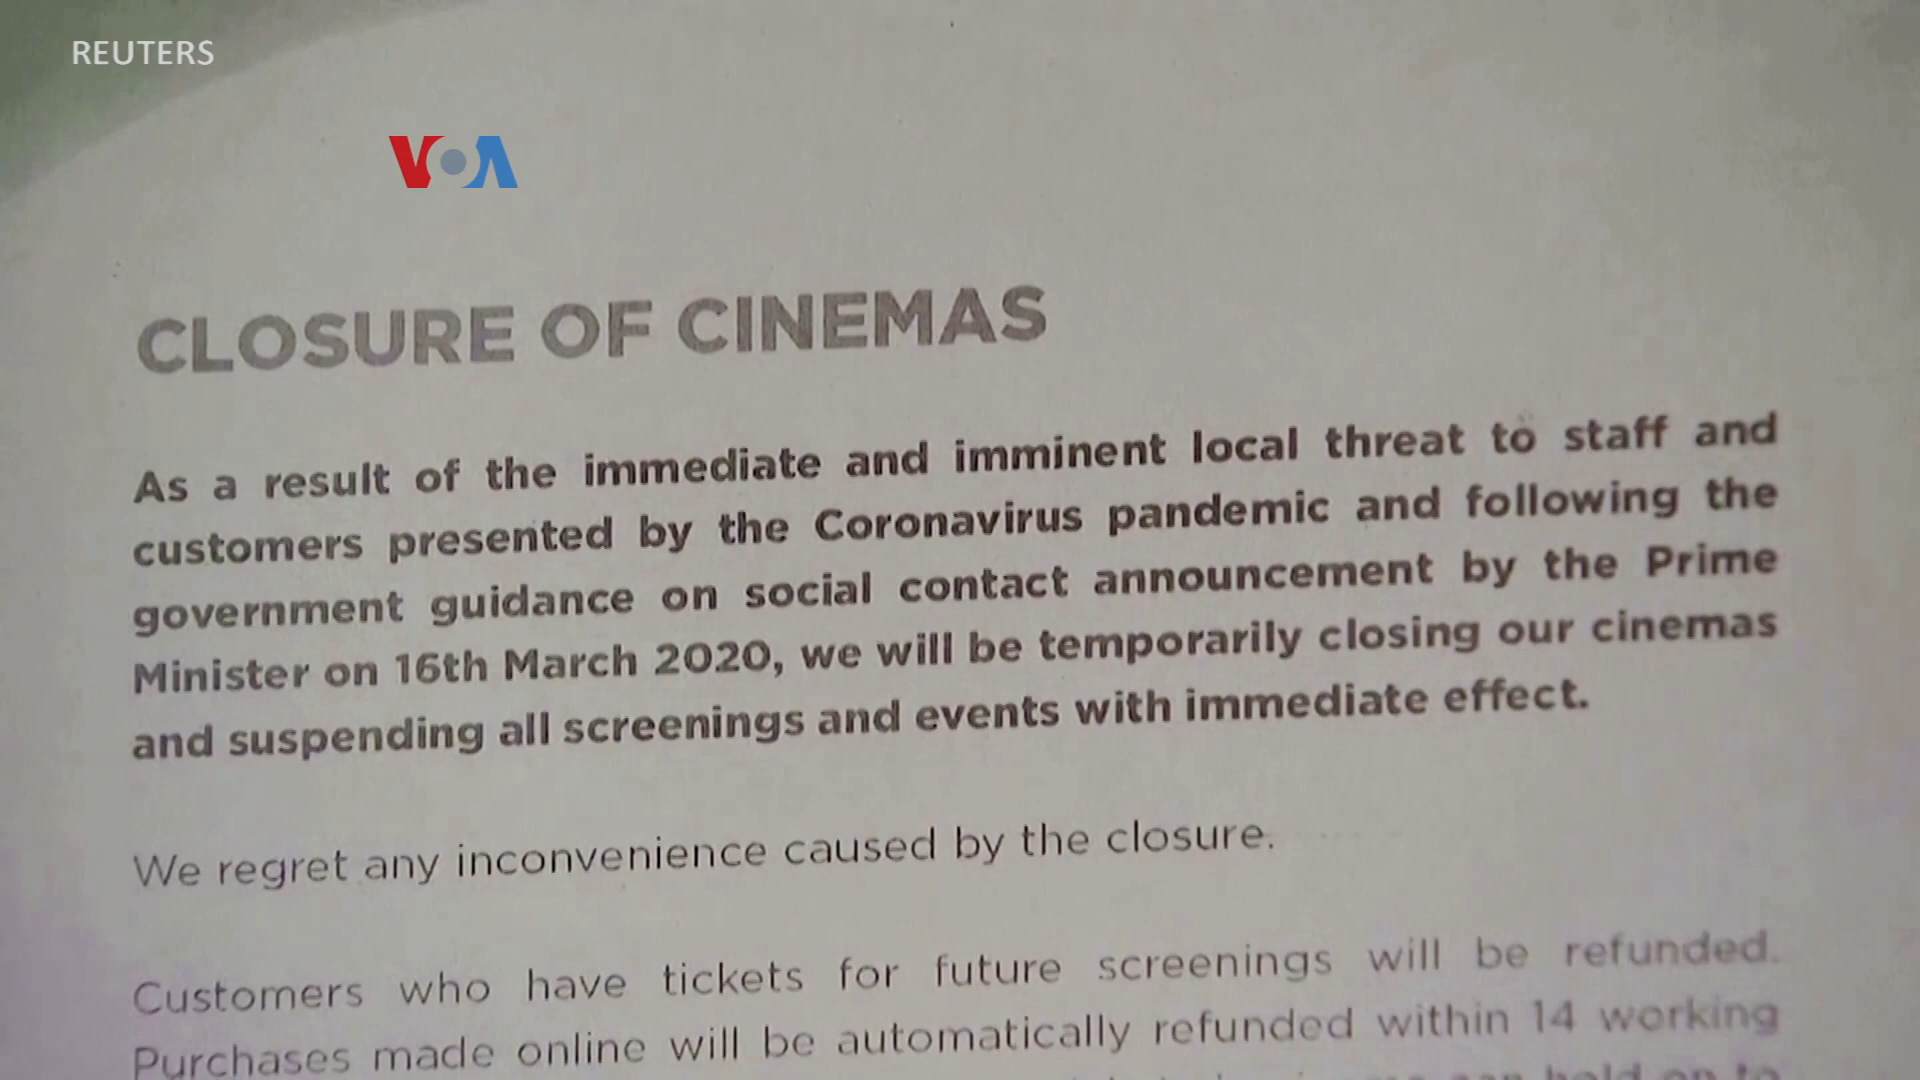 REUTERS
VOA
CLOSURE OF CINEMAS
As a result of the immediate and imminent local threat to staff and
customers presented by the Coronavirus pandemic and following the
government guidance on social contact announcement by the Prime
Minister on 16th March 2020, we will be temporarily closing our cinemas
and suspending all screenings and events with immediate effect.
We regret any inconvenience caused by the closure.
Customers who have tickets for future screenings will be refunded.
Purchases made online will be automatically refunded within 14 working
can hold on to